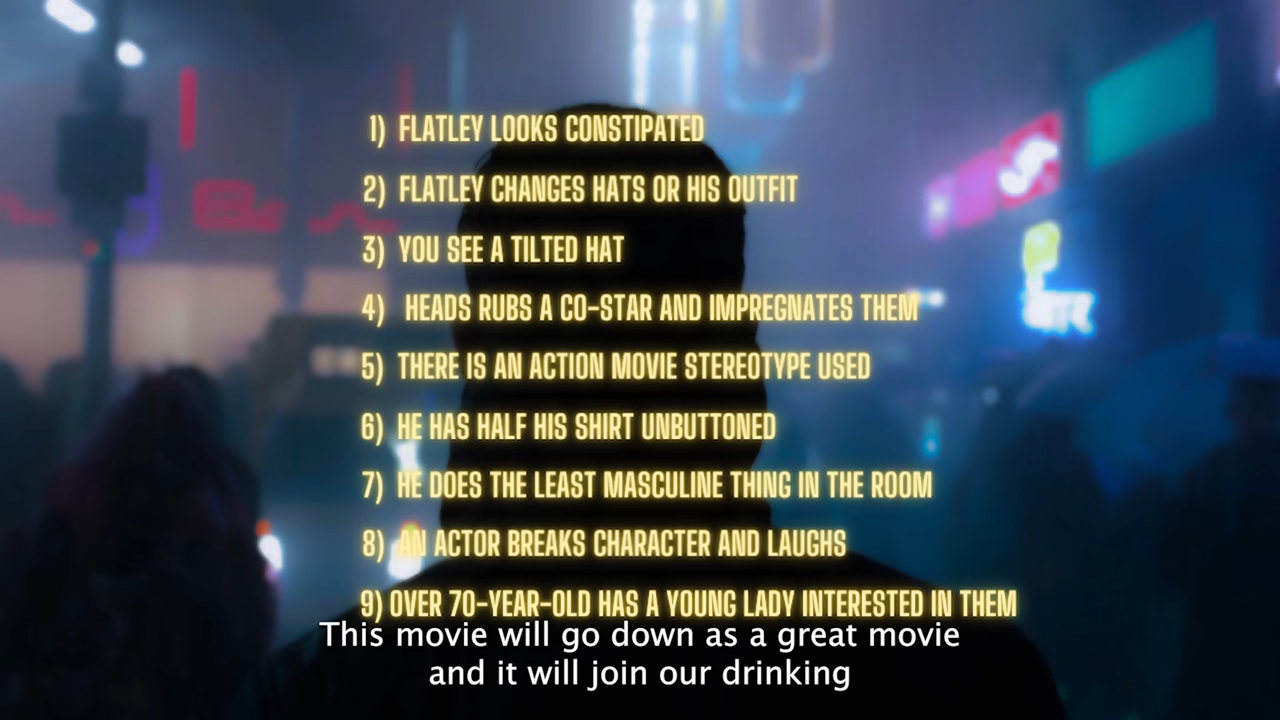 1) FLATLEY LOOKS CONSTIPATED
2) FLATLEY CHANGES HATS OR HIS OUTFIT
3) YOU SEE A TILTED HAT
4) HEADS RUBS A CO-STAR AND IMPREGNATES THEM
5) THERE IS AN ACTION MOVIE STEREOTYPE USED
6) HE HAS HALF HIS SHIRT UNBUTTONED
7) HE DOES THE LEAST MASCULINE THING IN THE ROOM
8) AN ACTOR BREAKS CHARACTER AND LAUGHS
9) OVER 70-YEAR-OLD HAS A YOUNG LADY INTERESTED IN THEM
This movie will go down as a great movie
and it will join our drinking